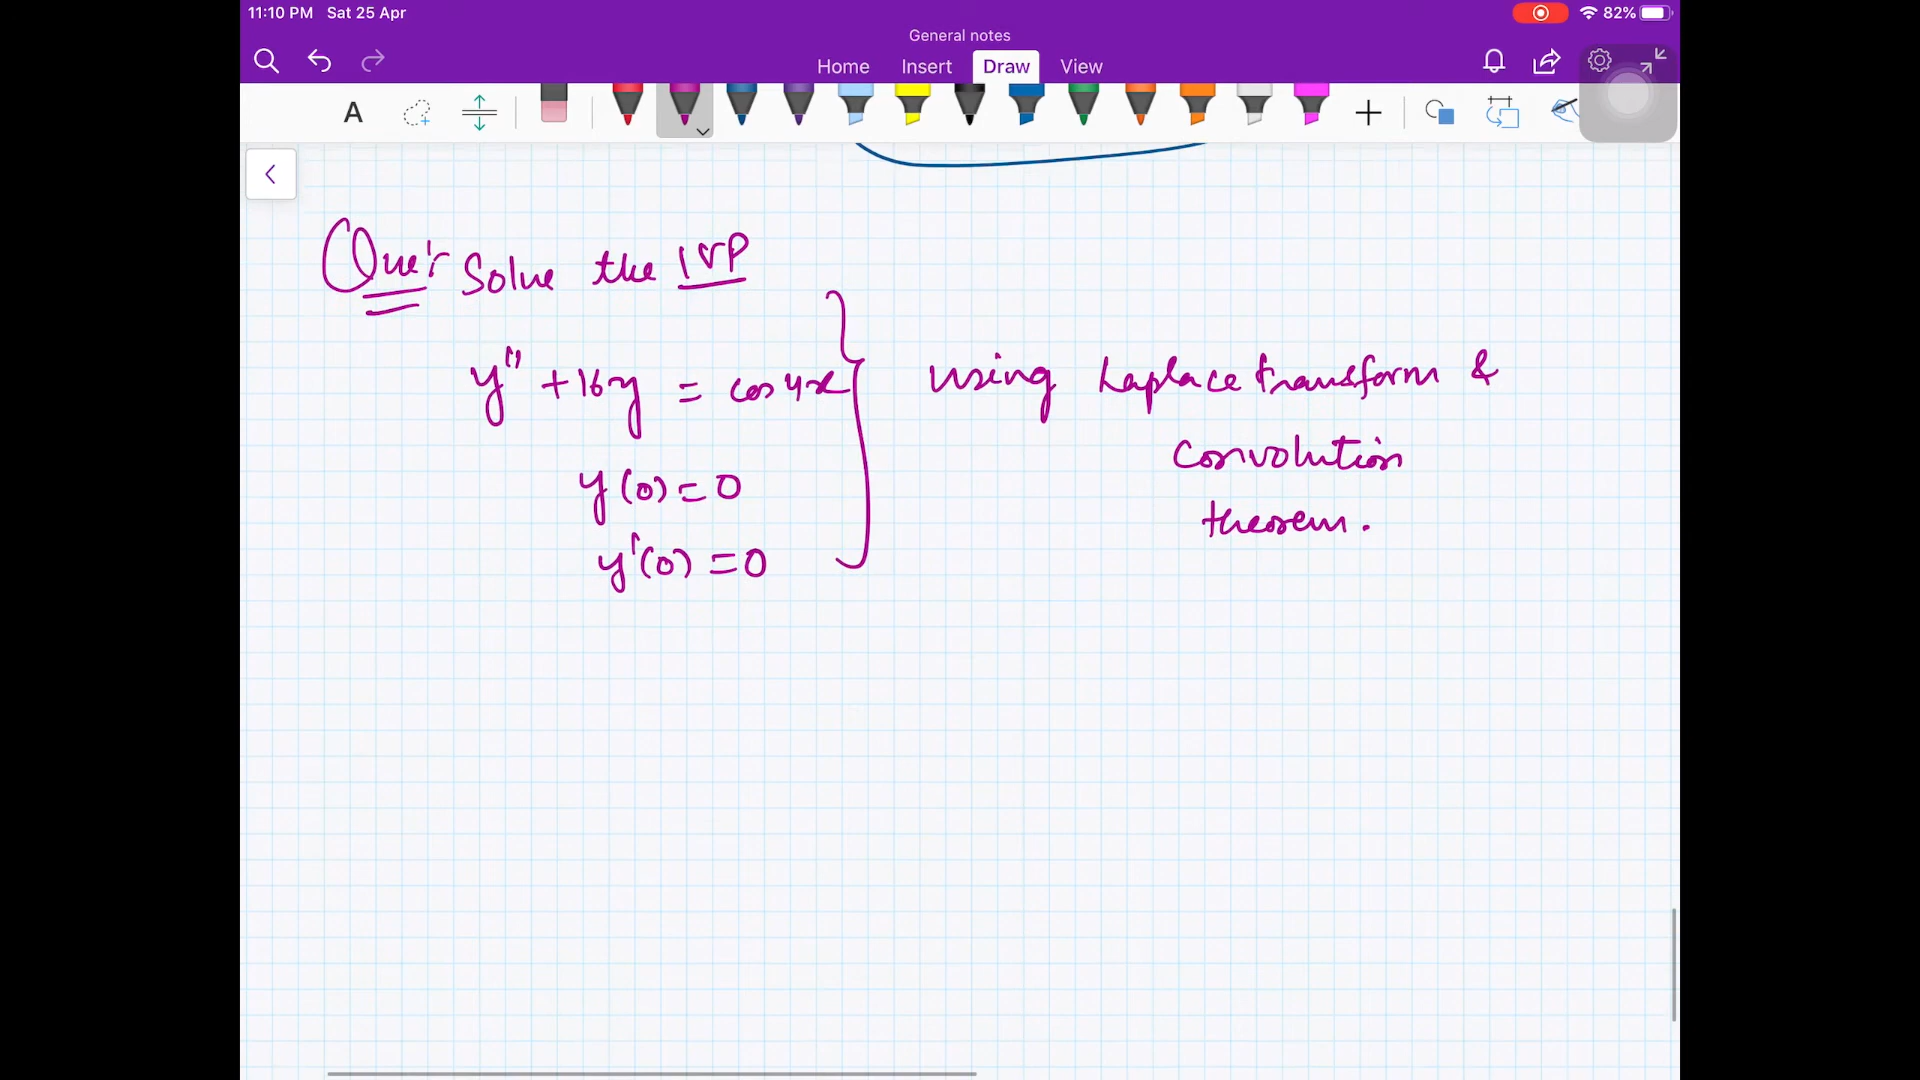 11:10 PM Sat 25 Apr
82%
General notes
Home Insert Draw View
A
Que: Solve the IVP
y'' + 16y = cos 4x
y(0) = 0
y'(0) = 0
using Laplace transform &
convolution
theorem.